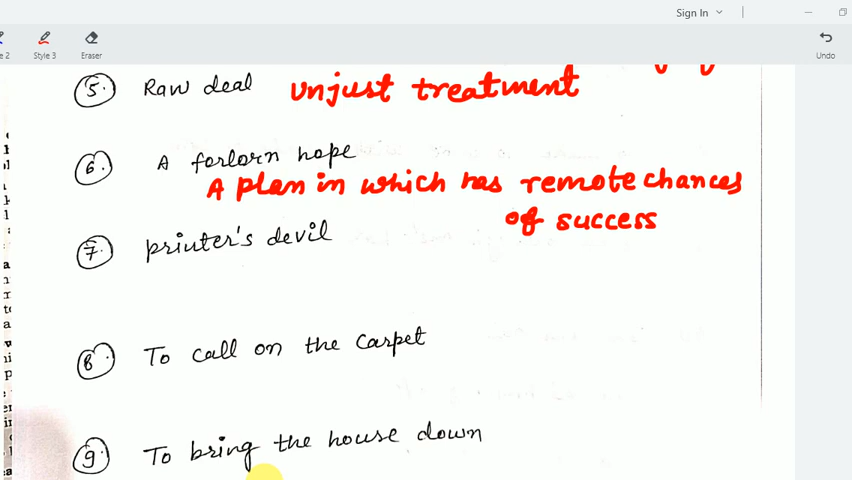 Sign In
Style 3
Eraser
Undo
5. Raw deal unjust treatment
6. A forlorn hope
A plan in which has remote chances
of success
7. printer's devil
8. To call on the carpet
9. To bring the house down